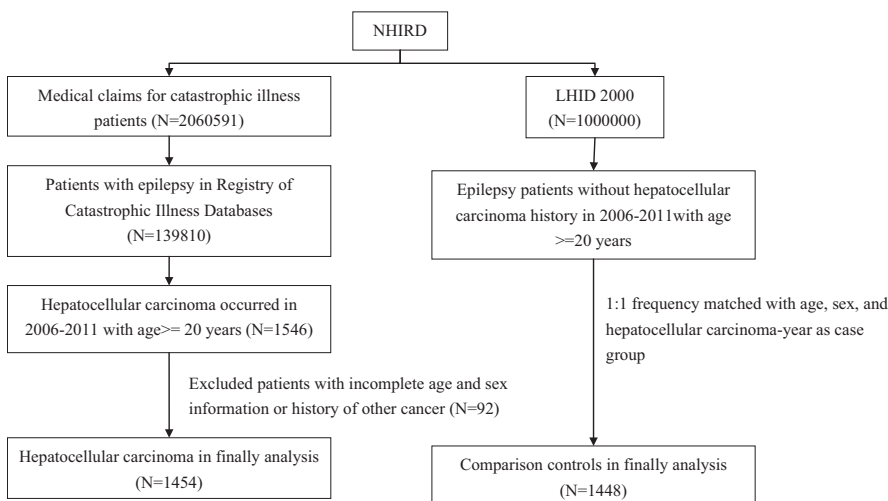 NHIRD
Medical claims for catastrophic illness
patients (N=2060591)
Patients with epilepsy in Registry of
Catastrophic Illness Databases
(N=139810)
Hepatocellular carcinoma occurred in
2006-2011 with age>= 20 years (N=1546)
Excluded patients with incomplete age and sex
information or history of other cancer (N=92)
Hepatocellular carcinoma in finally analysis
(N=1454)
LHID 2000
(N=1000000)
Epilepsy patients without hepatocellular
carcinoma history in 2006-2011with age
>=20 years
1:1 frequency matched with age, sex, and
hepatocellular carcinoma-year as case
group
Comparison controls in finally analysis
(N=1448)